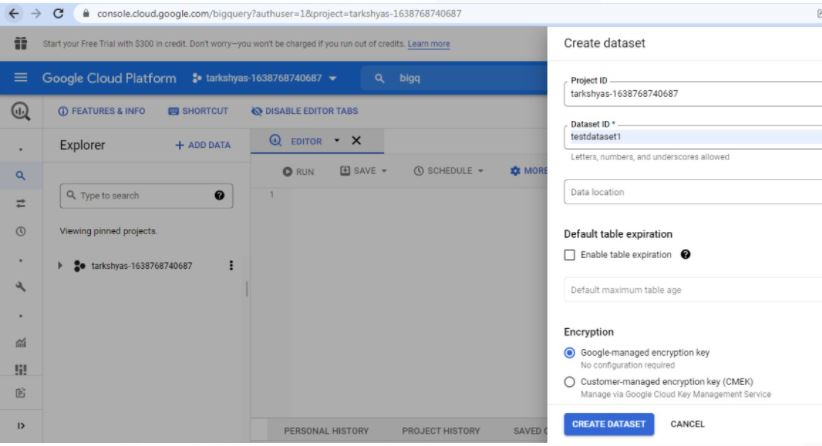 console.cloud.google.com/bigquery?authuser=1&project=tarkshyas-1638768740687
Start your Free Trial with $300 in credit. Don't worry—you won't be charged if you run out of credits. Learn more
Google Cloud Platform tarkshyas-1638768740687 bigq
FEATURES & INFO SHORTCUT DISABLE EDITOR TABS
Explorer + ADD DATA
Type to search
Viewing pinned projects.
tarkshyas-1638768740687
EDITOR
RUN SAVE SCHEDULE MORE
1
PERSONAL HISTORY PROJECT HISTORY SAVED
Create dataset
Project ID
tarkshyas-1638768740687
Dataset ID *
testdataset1
Letters, numbers, and underscores allowed
Data location
Default table expiration
Enable table expiration
Default maximum table age
Encryption
Google-managed encryption key
No configuration required
Customer-managed encryption key (CMEK)
Manage via Google Cloud Key Management Service
CREATE DATASET CANCEL